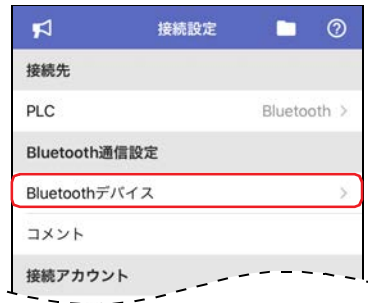 接続設定
接続先
PLC Bluetooth >
Bluetooth通信設定
Bluetoothデバイス >
コメント
接続アカウント